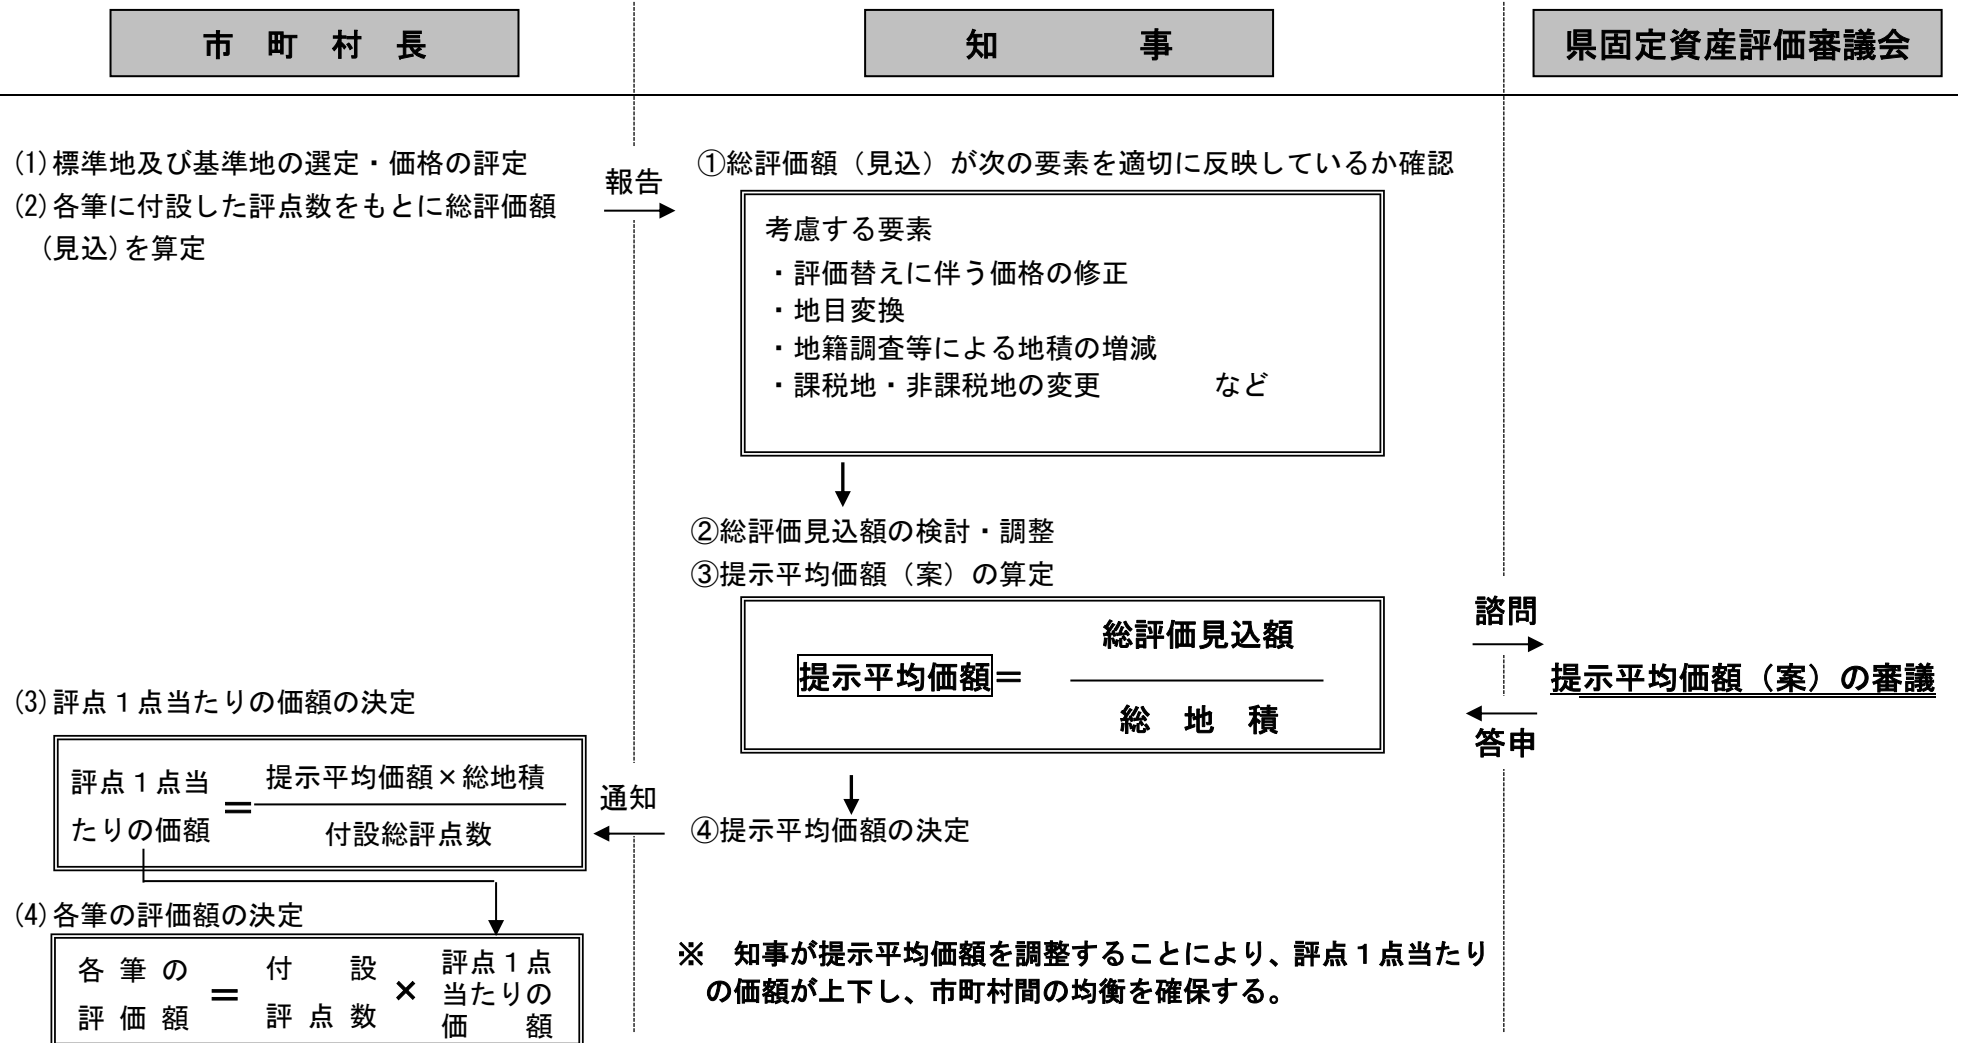 市 町 村 長
知 事
県固定資産評価審議会
(1)標準地及び基準地の選定・価格の評定
(2)各筆に付設した評点数をもとに総評価額
(見込)を算定
報告
①総評価額（見込）が次の要素を適切に反映しているか確認
考慮する要素
・評価替えに伴う価格の修正
・地目変換
・地籍調査等による地積の増減
・課税地・非課税地の変更 など
②総評価見込額の検討・調整
③提示平均価額（案）の算定
総評価見込額
提示平均価額＝
総 地 積
諮問
提示平均価額（案）の審議
答申
④提示平均価額の決定
通知
(3)評点１点当たりの価額の決定
評点１点当
たりの価額
＝
提示平均価額×総地積
付設総評点数
(4)各筆の評価額の決定
各 筆 の
評 価 額
＝
付 設
評 点 数
×
評点１点
当たりの
価 額
※ 知事が提示平均価額を調整することにより、評点１点当たり
の価額が上下し、市町村間の均衡を確保する。